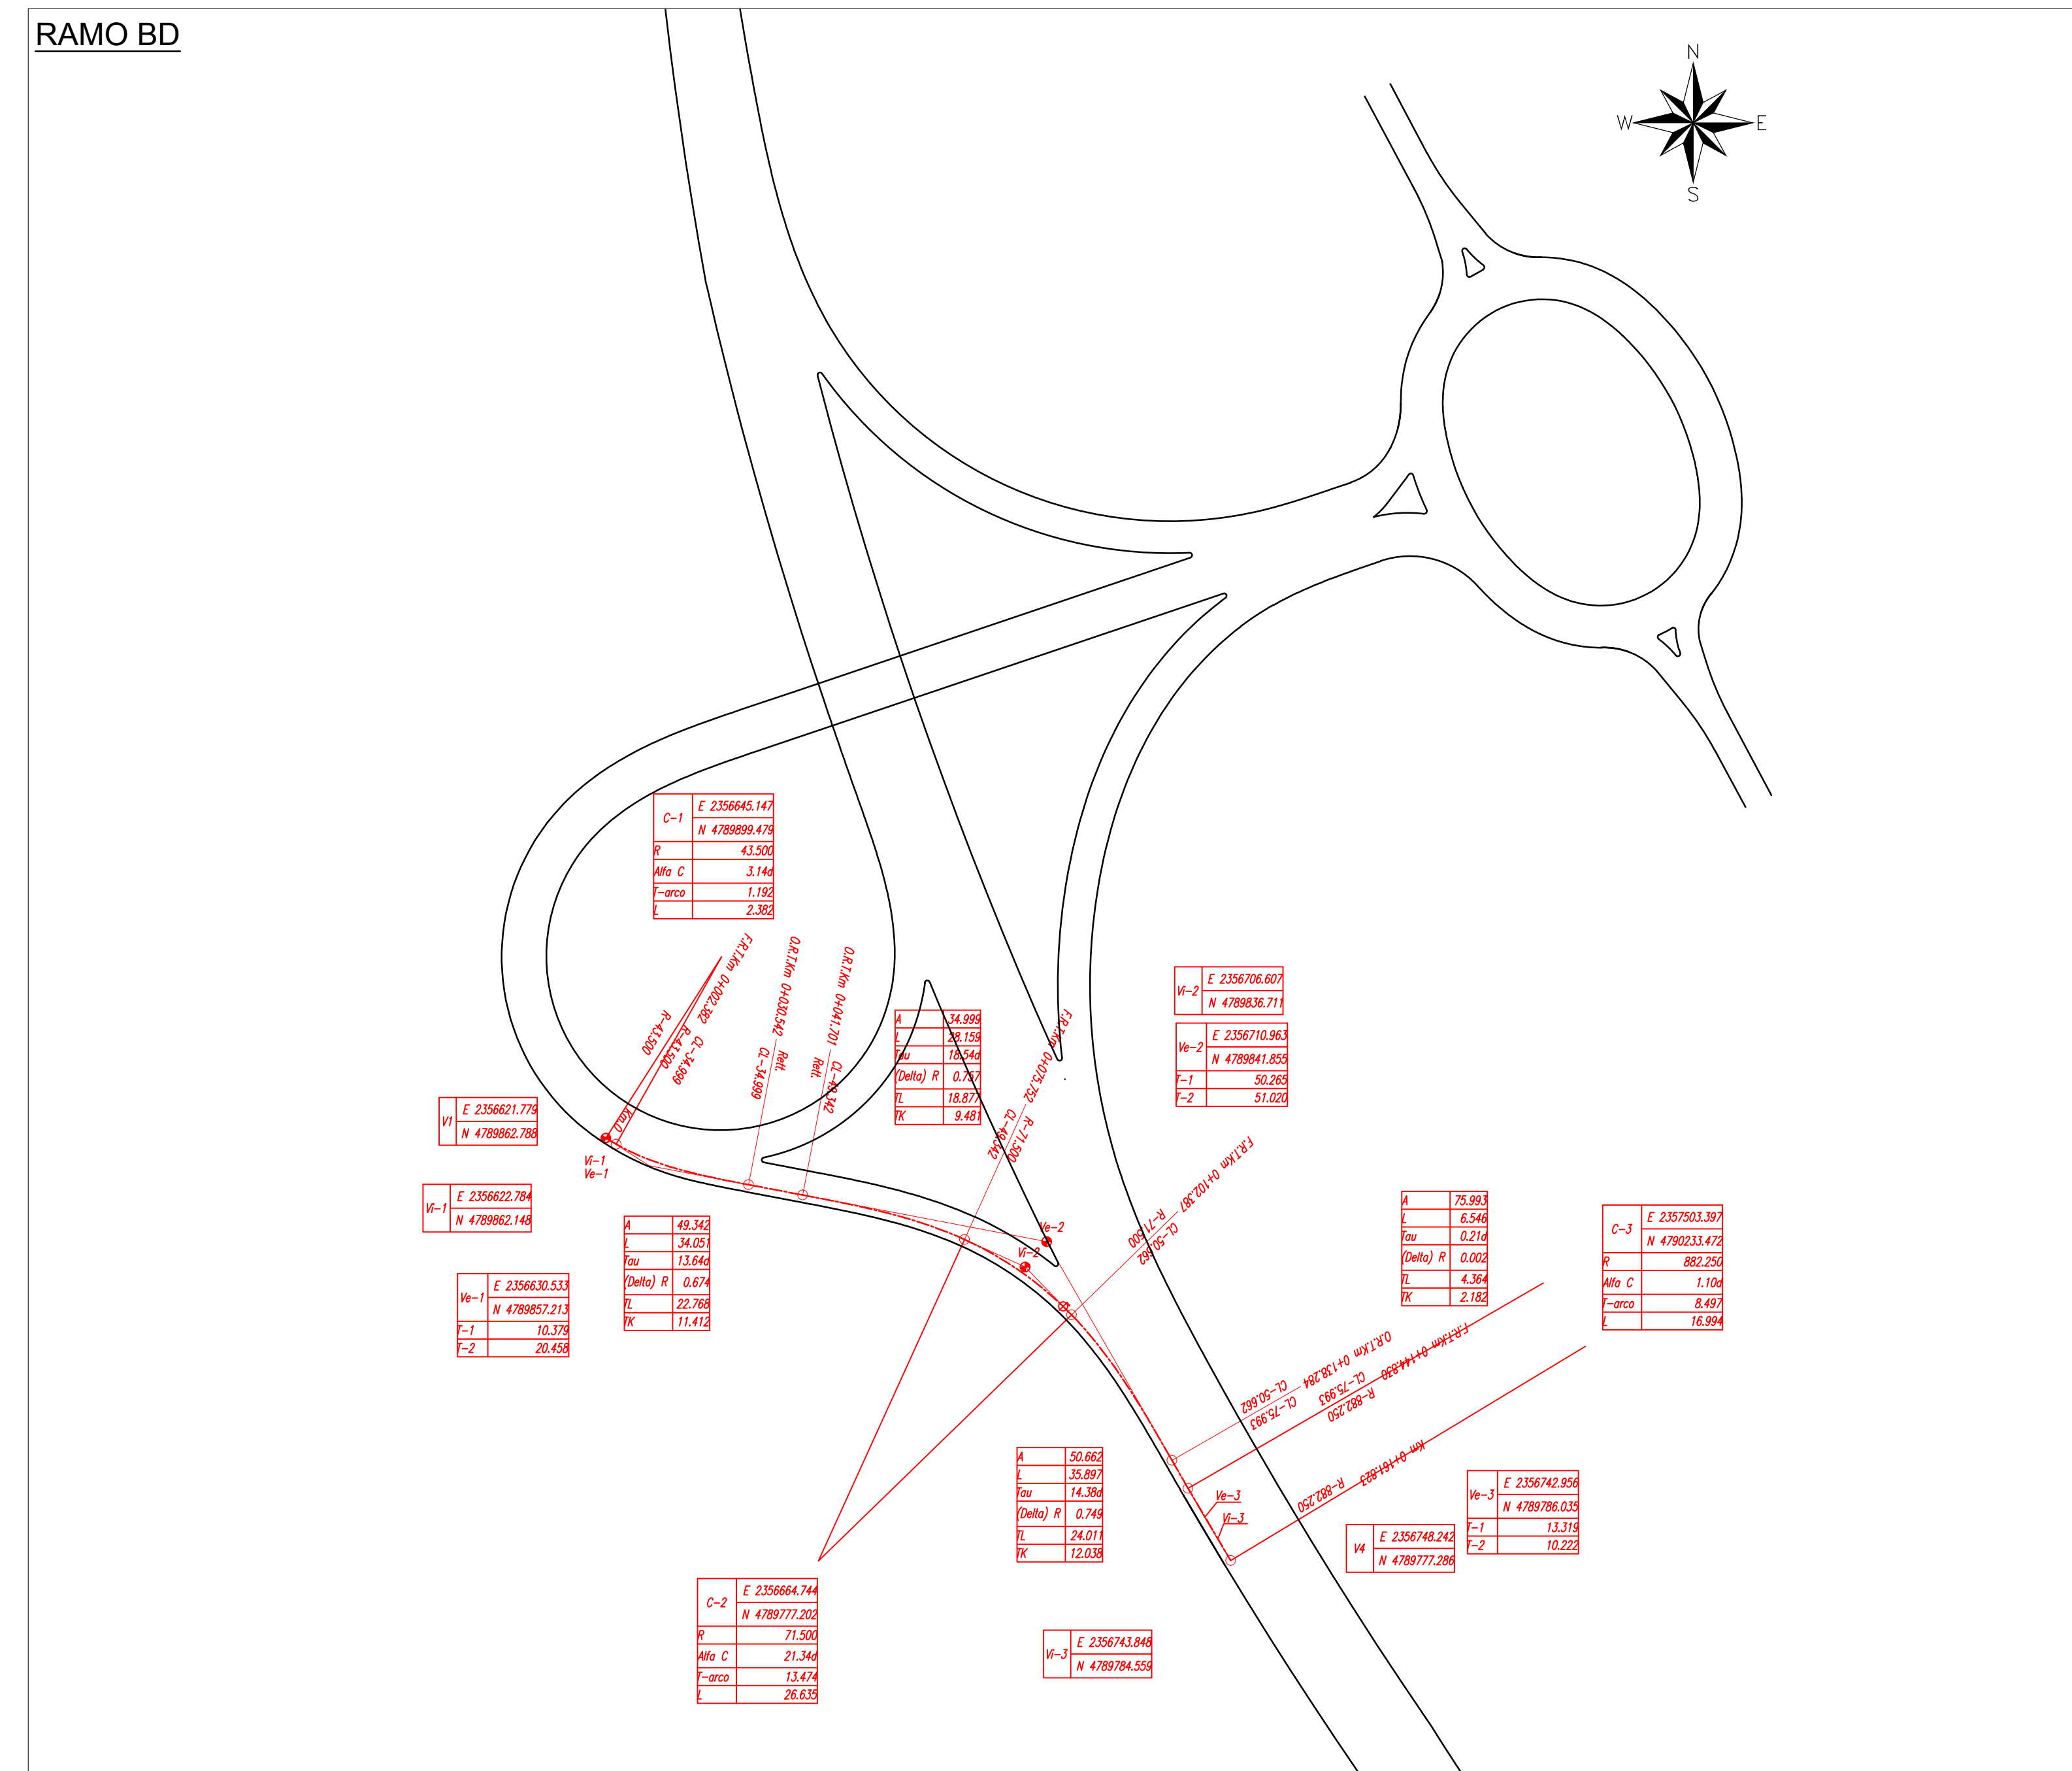 RAMO BD
N
W
E
S
C-1
E 2356645.147
N 4789899.479
R 43.500
Alfa C 3.14d
T-arco 1.192
L 2.382
F.R.T.Km 0+002.382
R-43.500
R-43.500
CL-34.999
Km.0
O.R.T.Km 0+030.542
CL-34.999
Rett.
O.R.T.Km 0+041.701
Rett.
CL-49.342
A 34.999
L 28.159
Tau 18.54d
(Delta) R 0.757
TL 18.877
TK 9.481
F.R.T.Km 0+075.752
CL-49.342
R-71.500
Vi-2
E 2356706.607
N 4789836.711
Ve-2
E 2356710.963
N 4789841.855
T-1 50.265
T-2 51.020
V1
E 2356621.779
N 4789862.788
Vi-1
Ve-1
Vi-1
E 2356622.784
N 4789862.148
F.R.T.Km 0+102.387
R-71.500
CL-50.662
Ve-2
Vi-2
A 49.342
L 34.051
Tau 13.64d
(Delta) R 0.674
TL 22.768
TK 11.412
A 75.993
L 6.546
Tau 0.21d
(Delta) R 0.002
TL 4.364
TK 2.182
C-3
E 2357503.397
N 4790233.472
R 882.250
Alfa C 1.10d
T-arco 8.497
L 16.994
Ve-1
E 2356630.533
N 4789857.213
T-1 10.379
T-2 20.458
O.R.T.Km 0+138.284
CL-50.662
CL-75.993
F.R.T.Km 0+144.830
CL-75.993
R-882.250
Km 0+161.823
R-882.250
A 50.662
L 35.897
Tau 14.38d
(Delta) R 0.749
TL 24.011
TK 12.038
Ve-3
Vi-3
Ve-3
E 2356742.956
N 4789786.035
T-1 13.319
T-2 10.222
V4
E 2356748.242
N 4789777.286
C-2
E 2356664.744
N 4789777.202
R 71.500
Alfa C 21.34d
T-arco 13.474
L 26.635
Vi-3
E 2356743.848
N 4789784.559